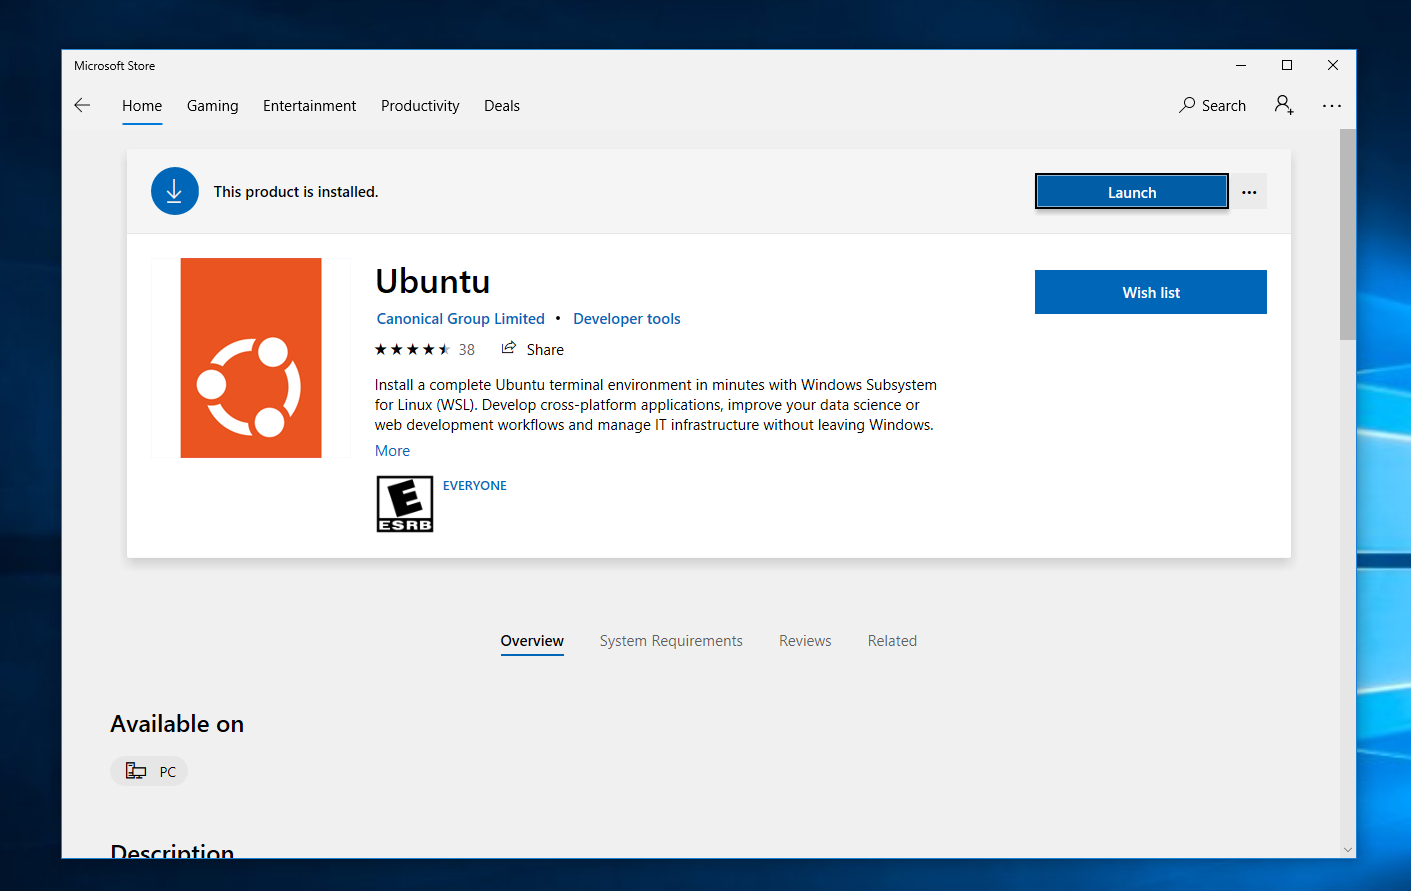 Microsoft Store
Home Gaming Entertainment Productivity Deals Search
This product is installed. Launch
Ubuntu
Wish list
Canonical Group Limited • Developer tools
38 Share
Install a complete Ubuntu terminal environment in minutes with Windows Subsystem
for Linux (WSL). Develop cross-platform applications, improve your data science or
web development workflows and manage IT infrastructure without leaving Windows.
More
E
ESRB
EVERYONE
Overview System Requirements Reviews Related
Available on
PC
Description